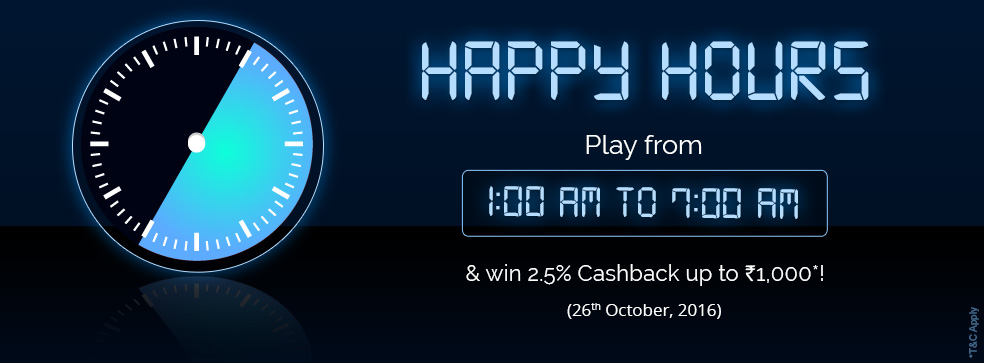 HAPPY HOURS
Play from
1:00 AM TO 7:00 AM
& win 2.5% Cashback up to ₹1,000*!
(26th October, 2016)
*T&C Apply